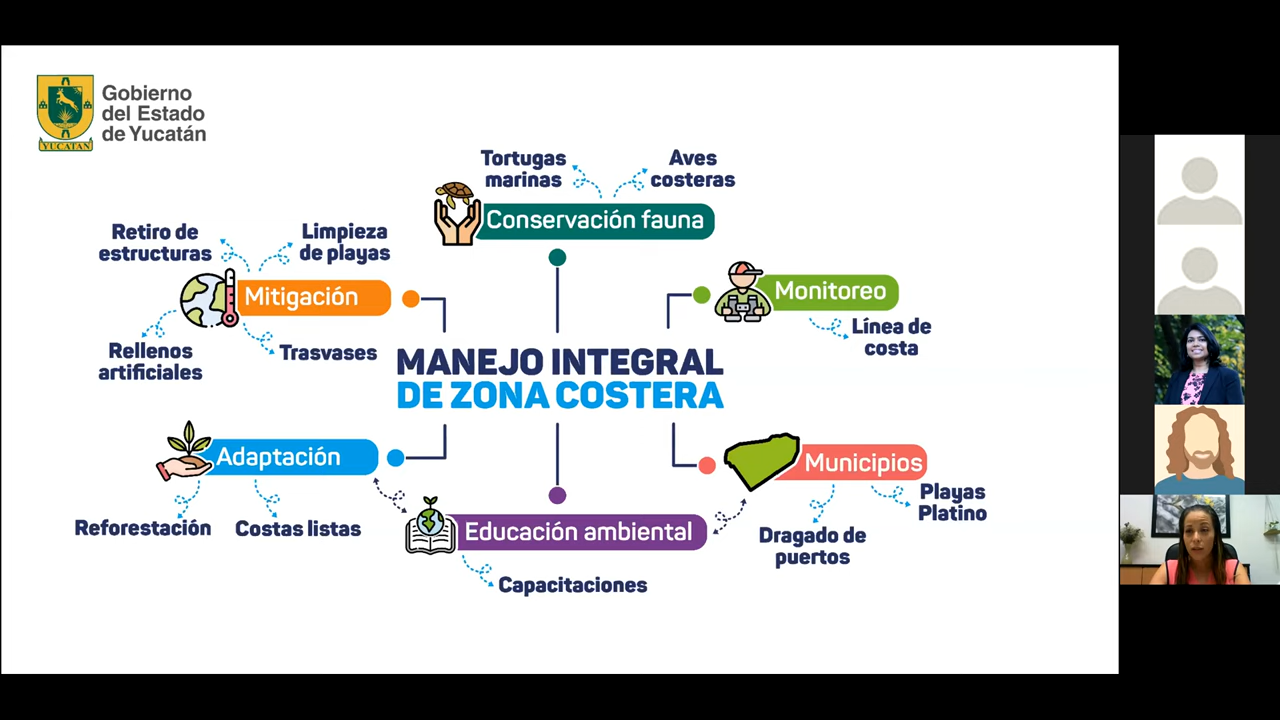 Gobierno
del Estado
de Yucatán
YUCATAN
Tortugas
marinas
Aves
costeras
Conservación fauna
Retiro de
estructuras
Limpieza
de playas
Mitigación
Rellenos
artificiales
Trasvases
Monitoreo
Línea de
costa
MANEJO INTEGRAL
DE ZONA COSTERA
Adaptación
Reforestación
Costas listas
Municipios
Playas
Platino
Dragado de
puertos
Educación ambiental
Capacitaciones